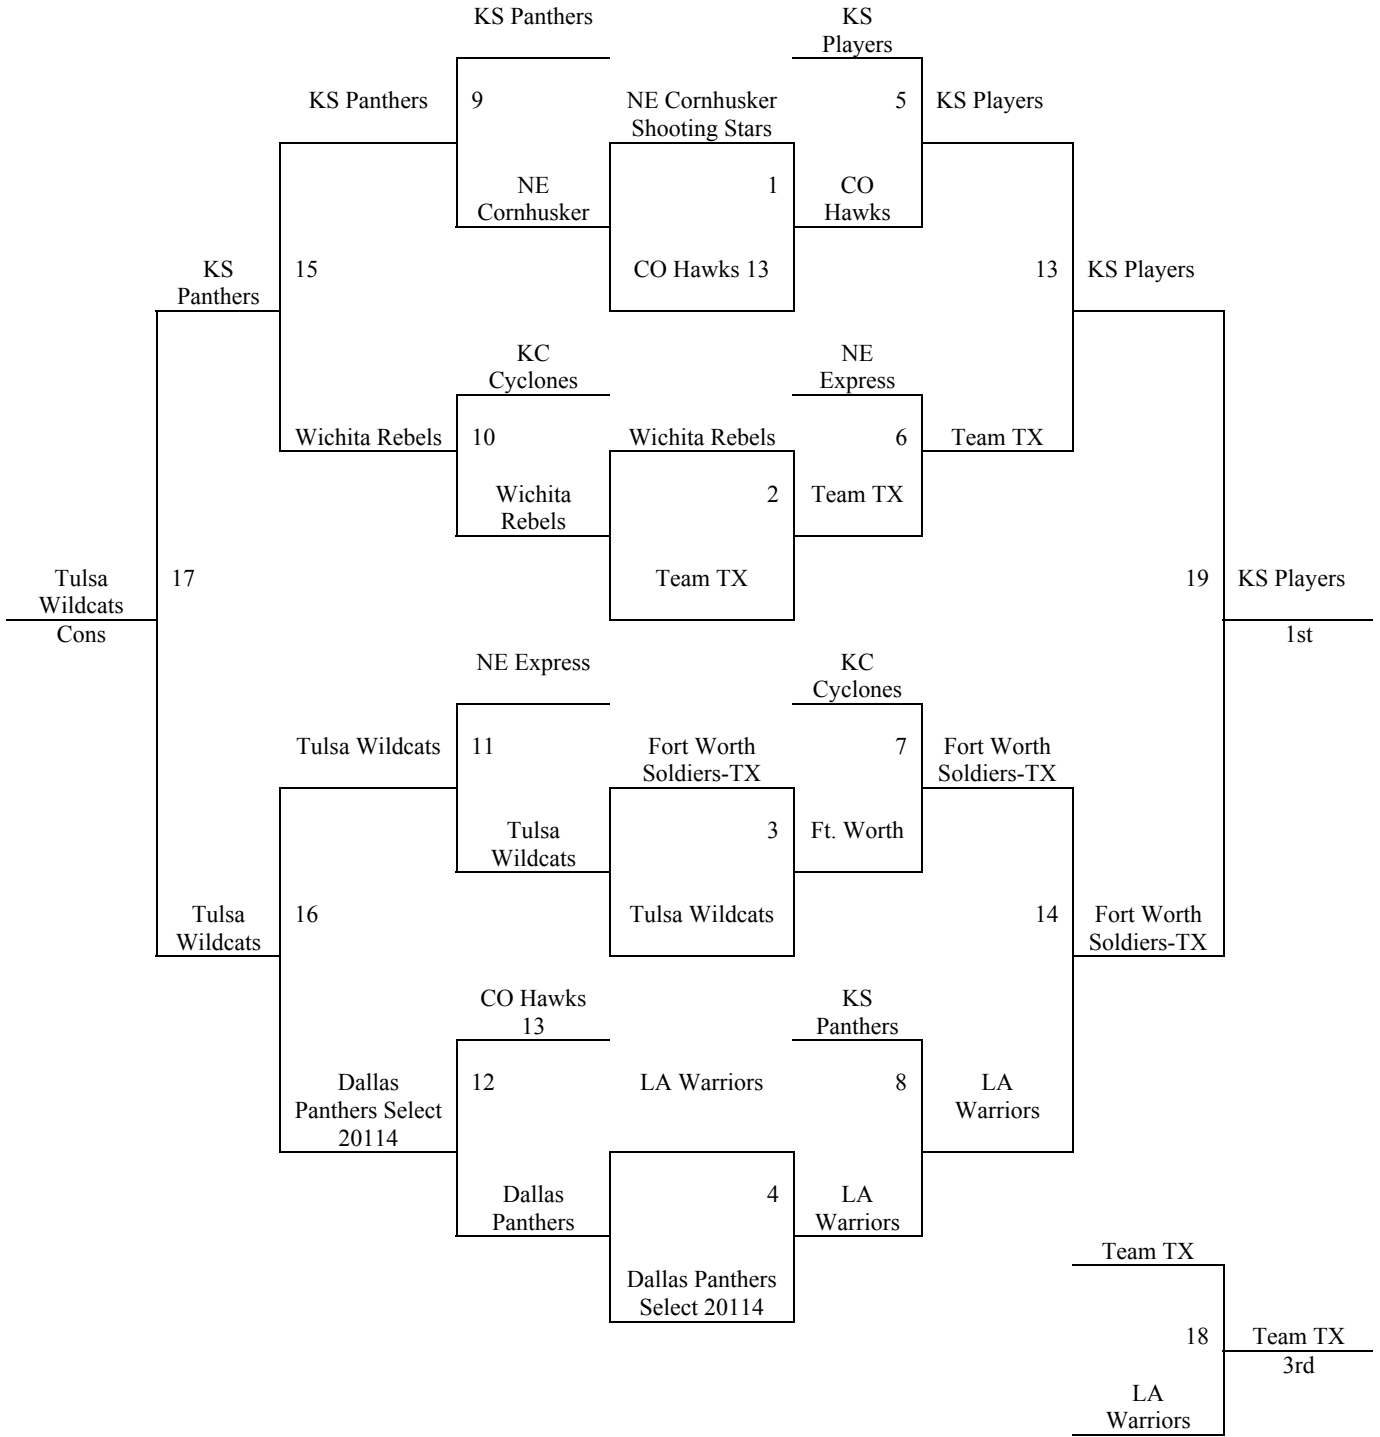 KS Panthers
KS
Players
KS Panthers
9
NE Cornhusker
Shooting Stars
5
KS Players
NE
Cornhusker
1
CO
Hawks
KS
Panthers
15
CO Hawks 13
13
KS Players
KC
Cyclones
NE
Express
Wichita Rebels
10
Wichita Rebels
6
Team TX
Wichita
Rebels
2
Team TX
Tulsa
Wildcats
Cons
17
Team TX
19
KS Players
1st
NE Express
KC
Cyclones
Tulsa Wildcats
11
Fort Worth
Soldiers-TX
7
Fort Worth
Soldiers-TX
Tulsa
Wildcats
3
Ft. Worth
Tulsa
Wildcats
16
Tulsa Wildcats
14
Fort Worth
Soldiers-TX
CO Hawks
13
KS
Panthers
Dallas
Panthers Select
20114
12
LA Warriors
8
LA
Warriors
Dallas
Panthers
4
LA
Warriors
Dallas Panthers
Select 20114
Team TX
18
Team TX
3rd
LA
Warriors